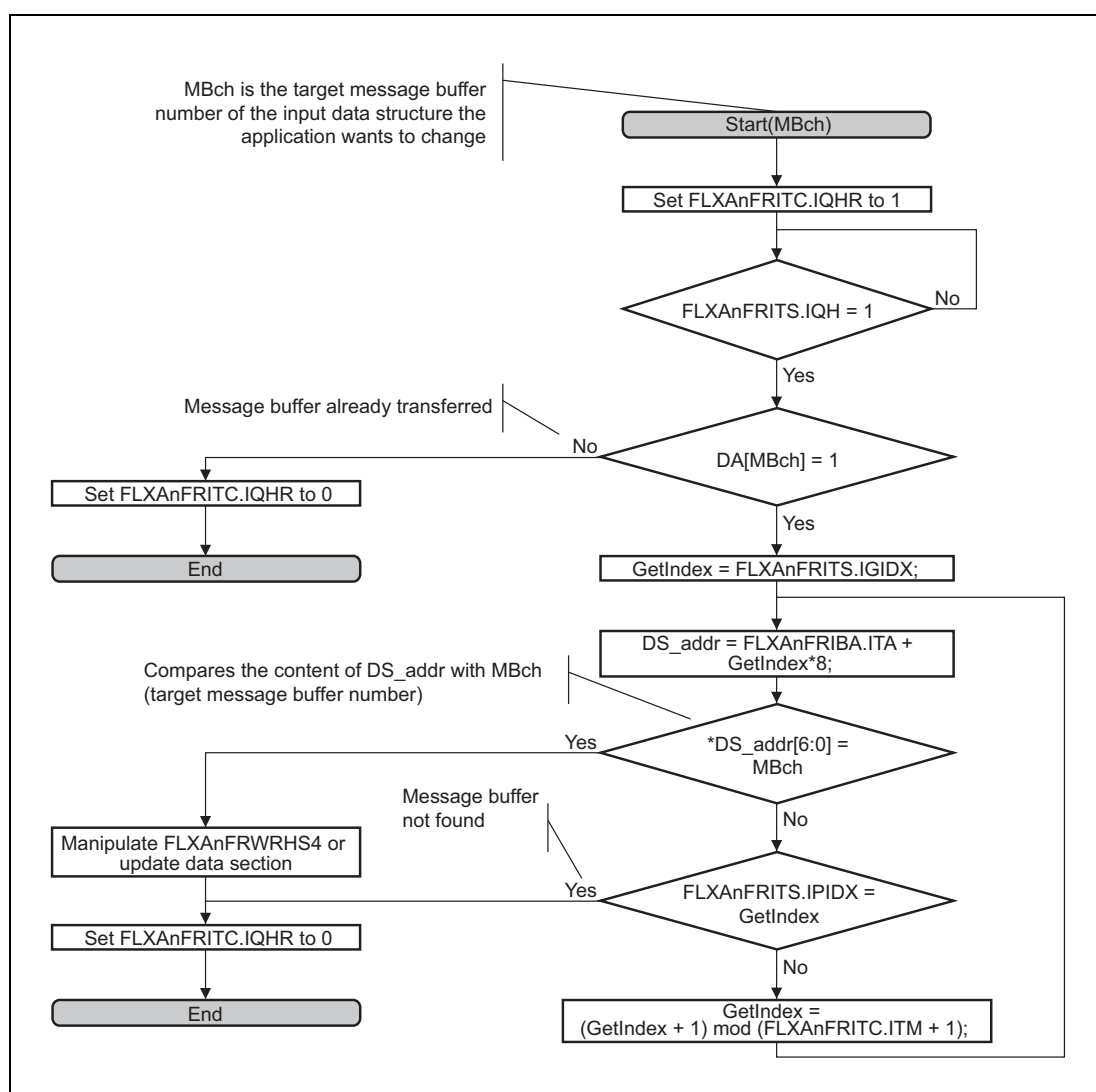 MBch is the target message buffer
number of the input data structure the
application wants to change
Start(MBch)
Set FLXAnFRITC.IQHR to 1
FLXAnFRITS.IQH = 1
No
Yes
Message buffer already transferred
No
DA[MBch] = 1
Set FLXAnFRITC.IQHR to 0
Yes
End
GetIndex = FLXAnFRITS.IGIDX;
DS_addr = FLXAnFRIBA.ITA +
GetIndex*8;
Compares the content of DS_addr with MBch
(target message buffer number)
Yes
*DS_addr[6:0] =
MBch
Message buffer
not found
No
Manipulate FLXAnFRWRHS4 or
update data section
Yes
FLXAnFRITS.IPIDX =
GetIndex
Set FLXAnFRITC.IQHR to 0
No
End
GetIndex =
(GetIndex + 1) mod (FLXAnFRITC.ITM + 1);